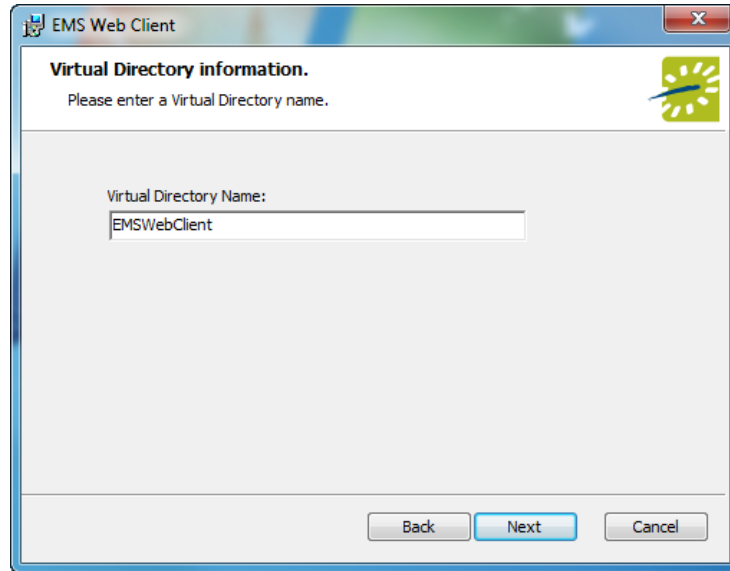 EMS Web Client
Virtual Directory information.
Please enter a Virtual Directory name.
Virtual Directory Name:
EMSWebClient
Back Next Cancel